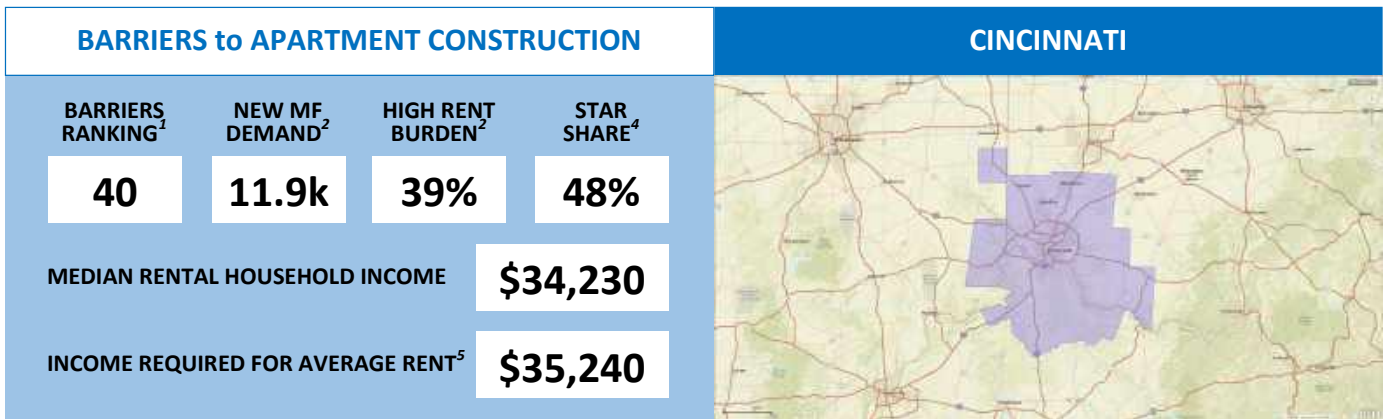 BARRIERS to APARTMENT CONSTRUCTION
CINCINNATI
BARRIERS
RANKING1
NEW MF
DEMAND2
HIGH RENT
BURDEN2
STAR
SHARE4
40
11.9k
39%
48%
MEDIAN RENTAL HOUSEHOLD INCOME
$34,230
INCOME REQUIRED FOR AVERAGE RENT5
$35,240